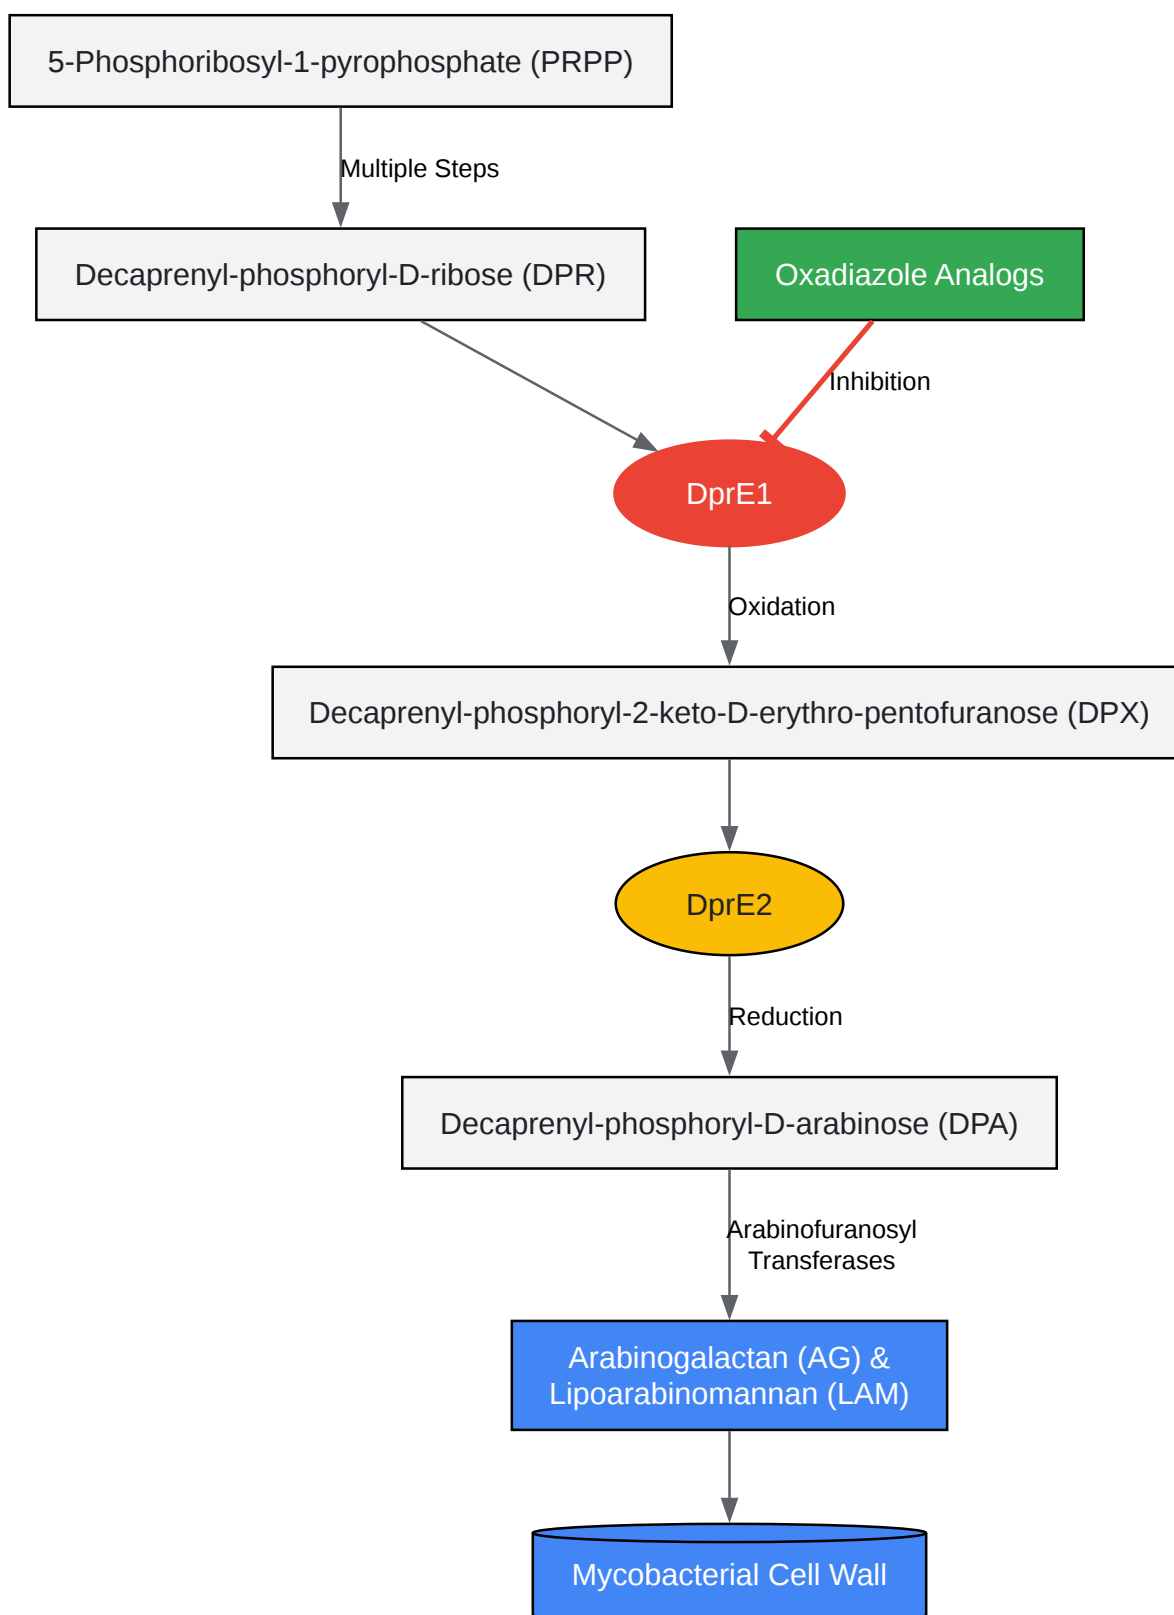 5-Phosphoribosyl-1-pyrophosphate (PRPP)
Multiple Steps
Decaprenyl-phosphoryl-D-ribose (DPR)
Oxadiazole Analogs
Inhibition
DprE1
Oxidation
Decaprenyl-phosphoryl-2-keto-D-erythro-pentofuranose (DPX)
DprE2
Reduction
Decaprenyl-phosphoryl-D-arabinose (DPA)
Arabinofuranosyl
Transferases
Arabinogalactan (AG) &
Lipoarabinomannan (LAM)
Mycobacterial Cell Wall